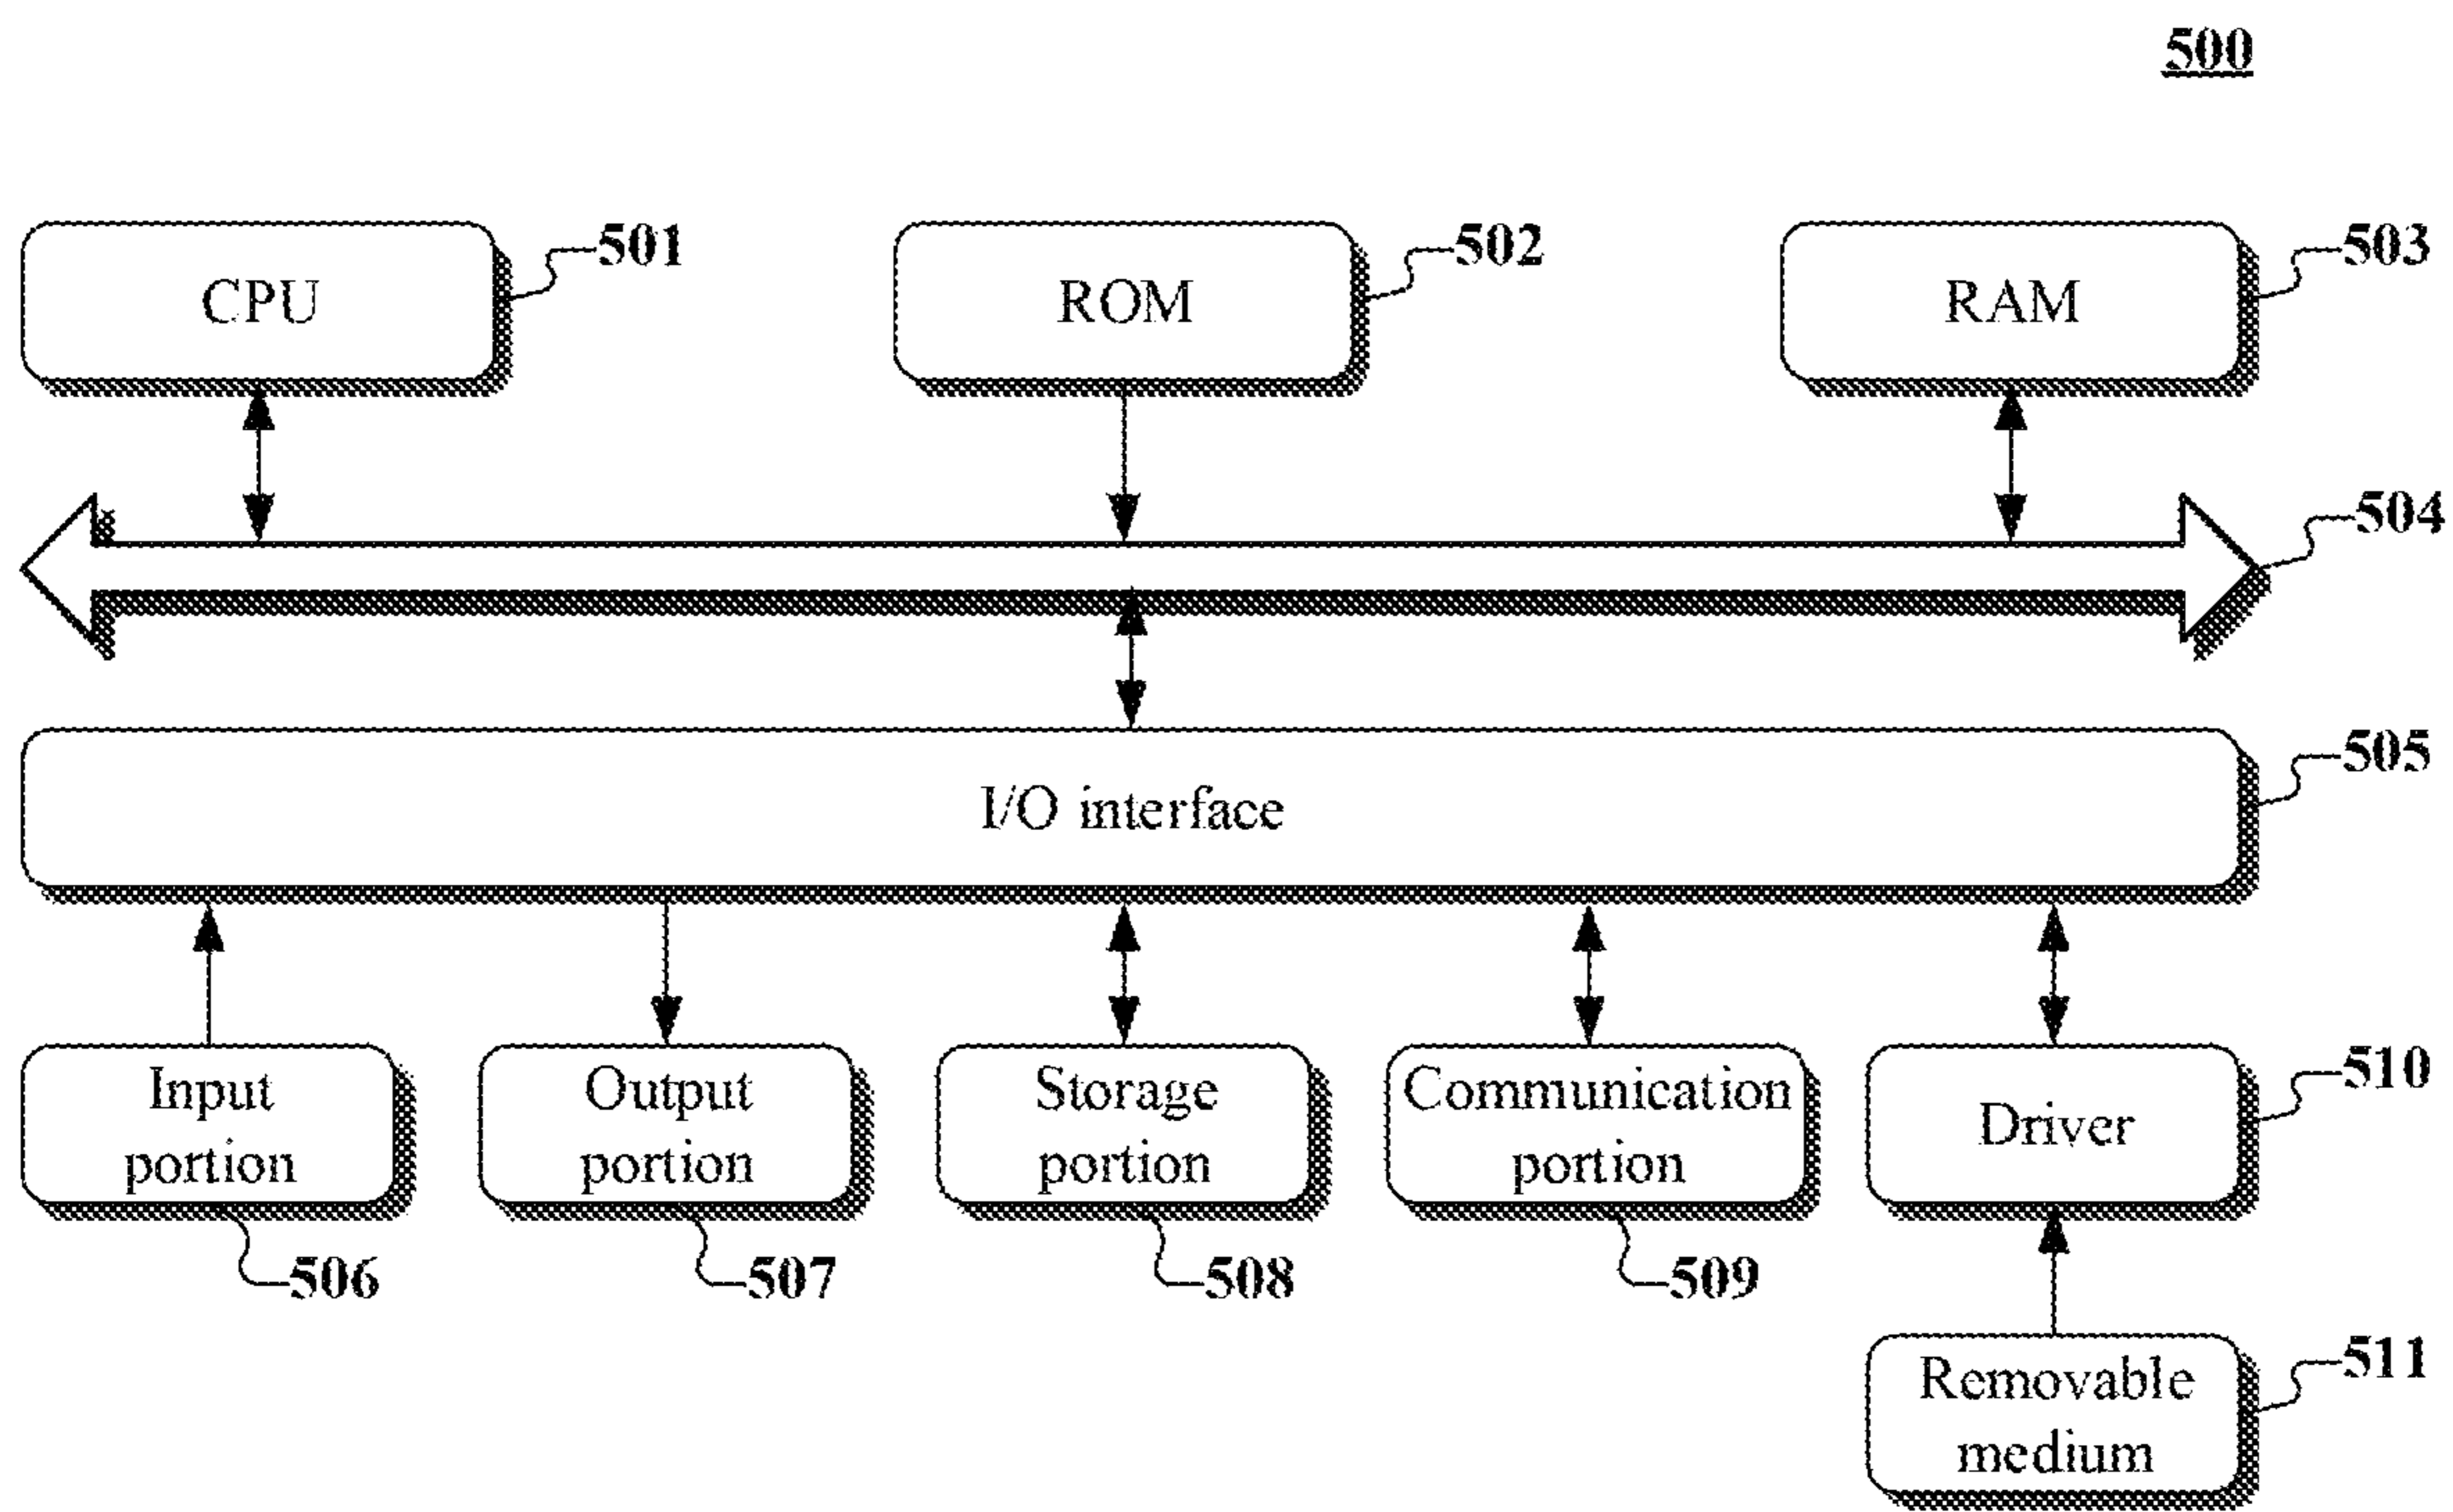 500
CPU
501
ROM
502
RAM
503
504
I/O interface
505
Input
portion
506
Output
portion
507
Storage
portion
508
Communication
portion
509
Driver
510
Removable
medium
511